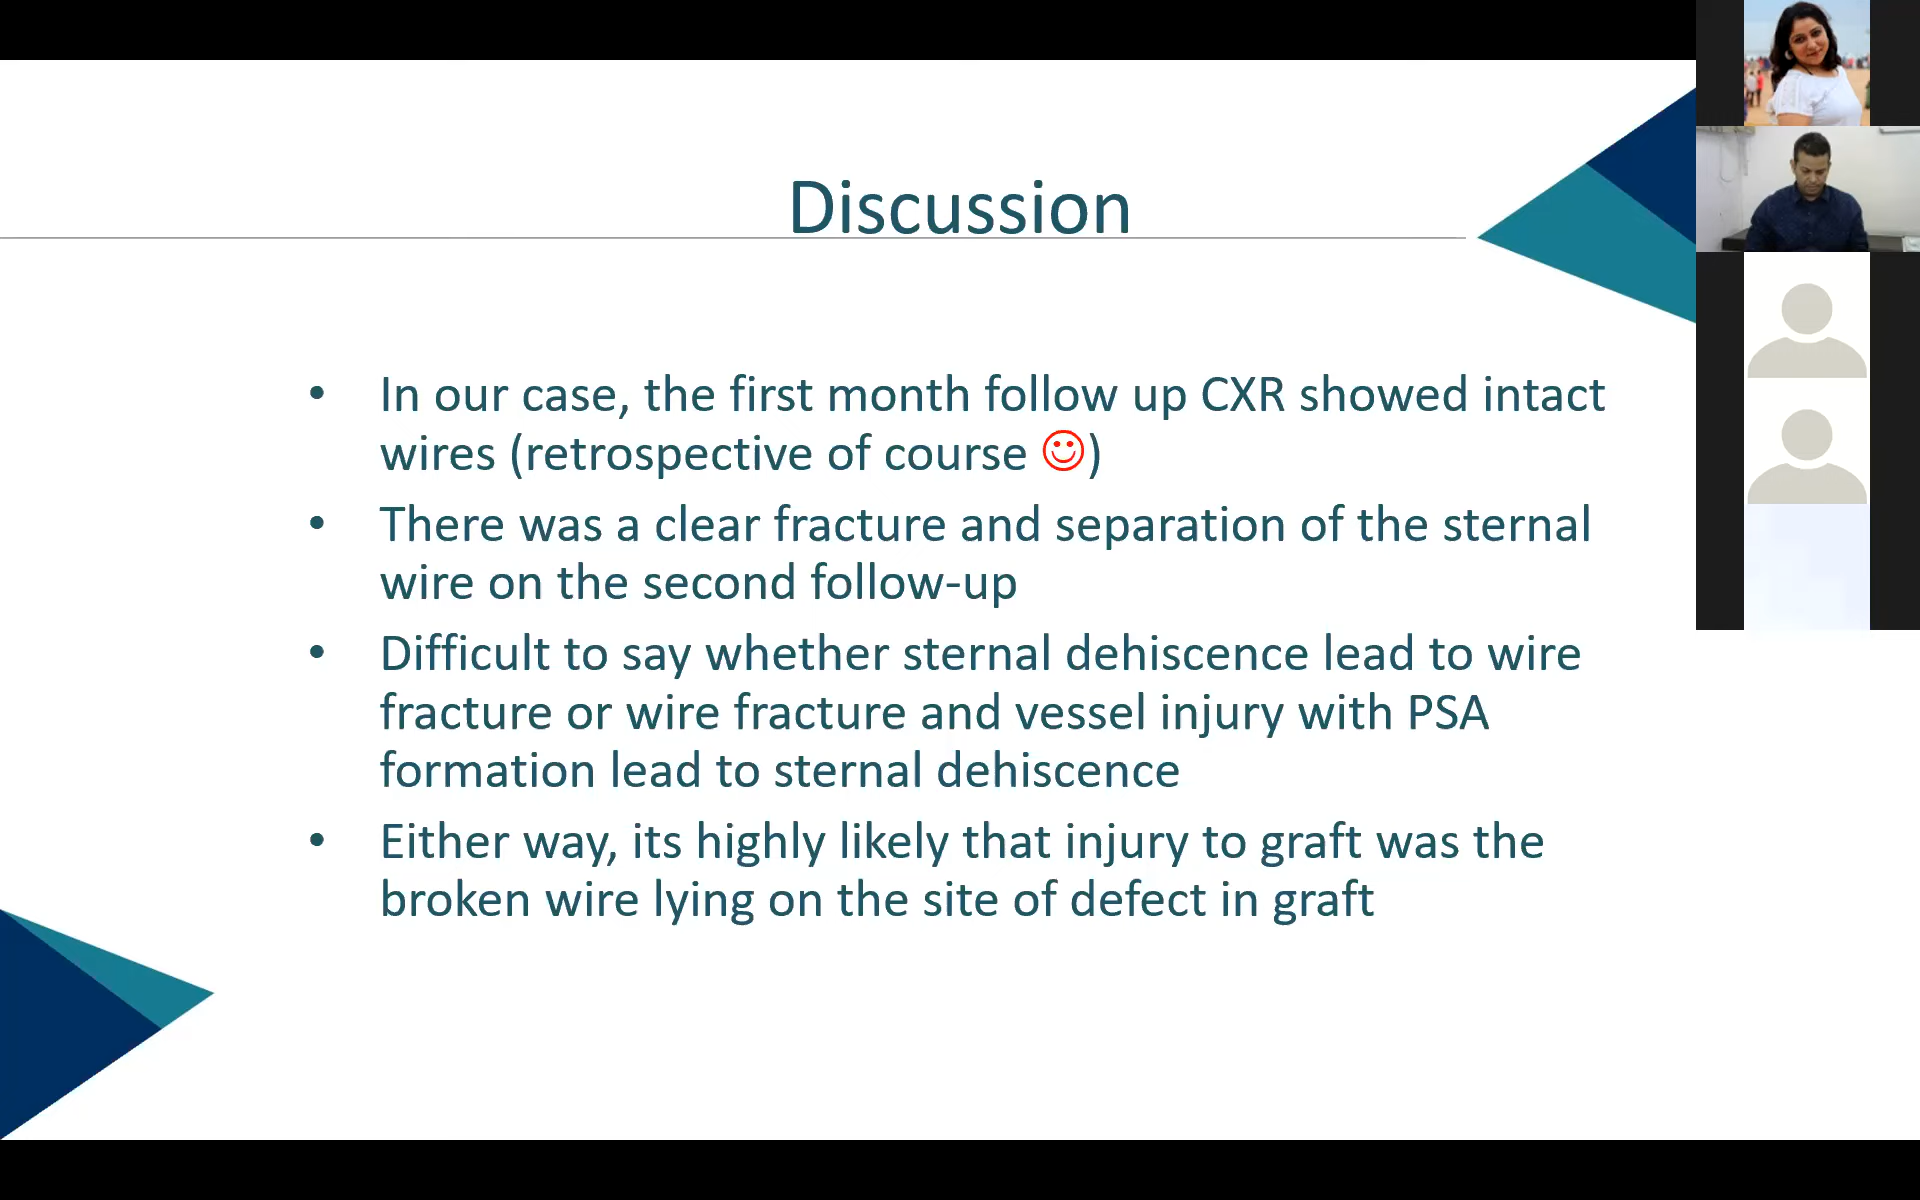 Discussion
• In our case, the first month follow up CXR showed intact
wires (retrospective of course ☺)
• There was a clear fracture and separation of the sternal
wire on the second follow-up
• Difficult to say whether sternal dehiscence lead to wire
fracture or wire fracture and vessel injury with PSA
formation lead to sternal dehiscence
• Either way, its highly likely that injury to graft was the
broken wire lying on the site of defect in graft